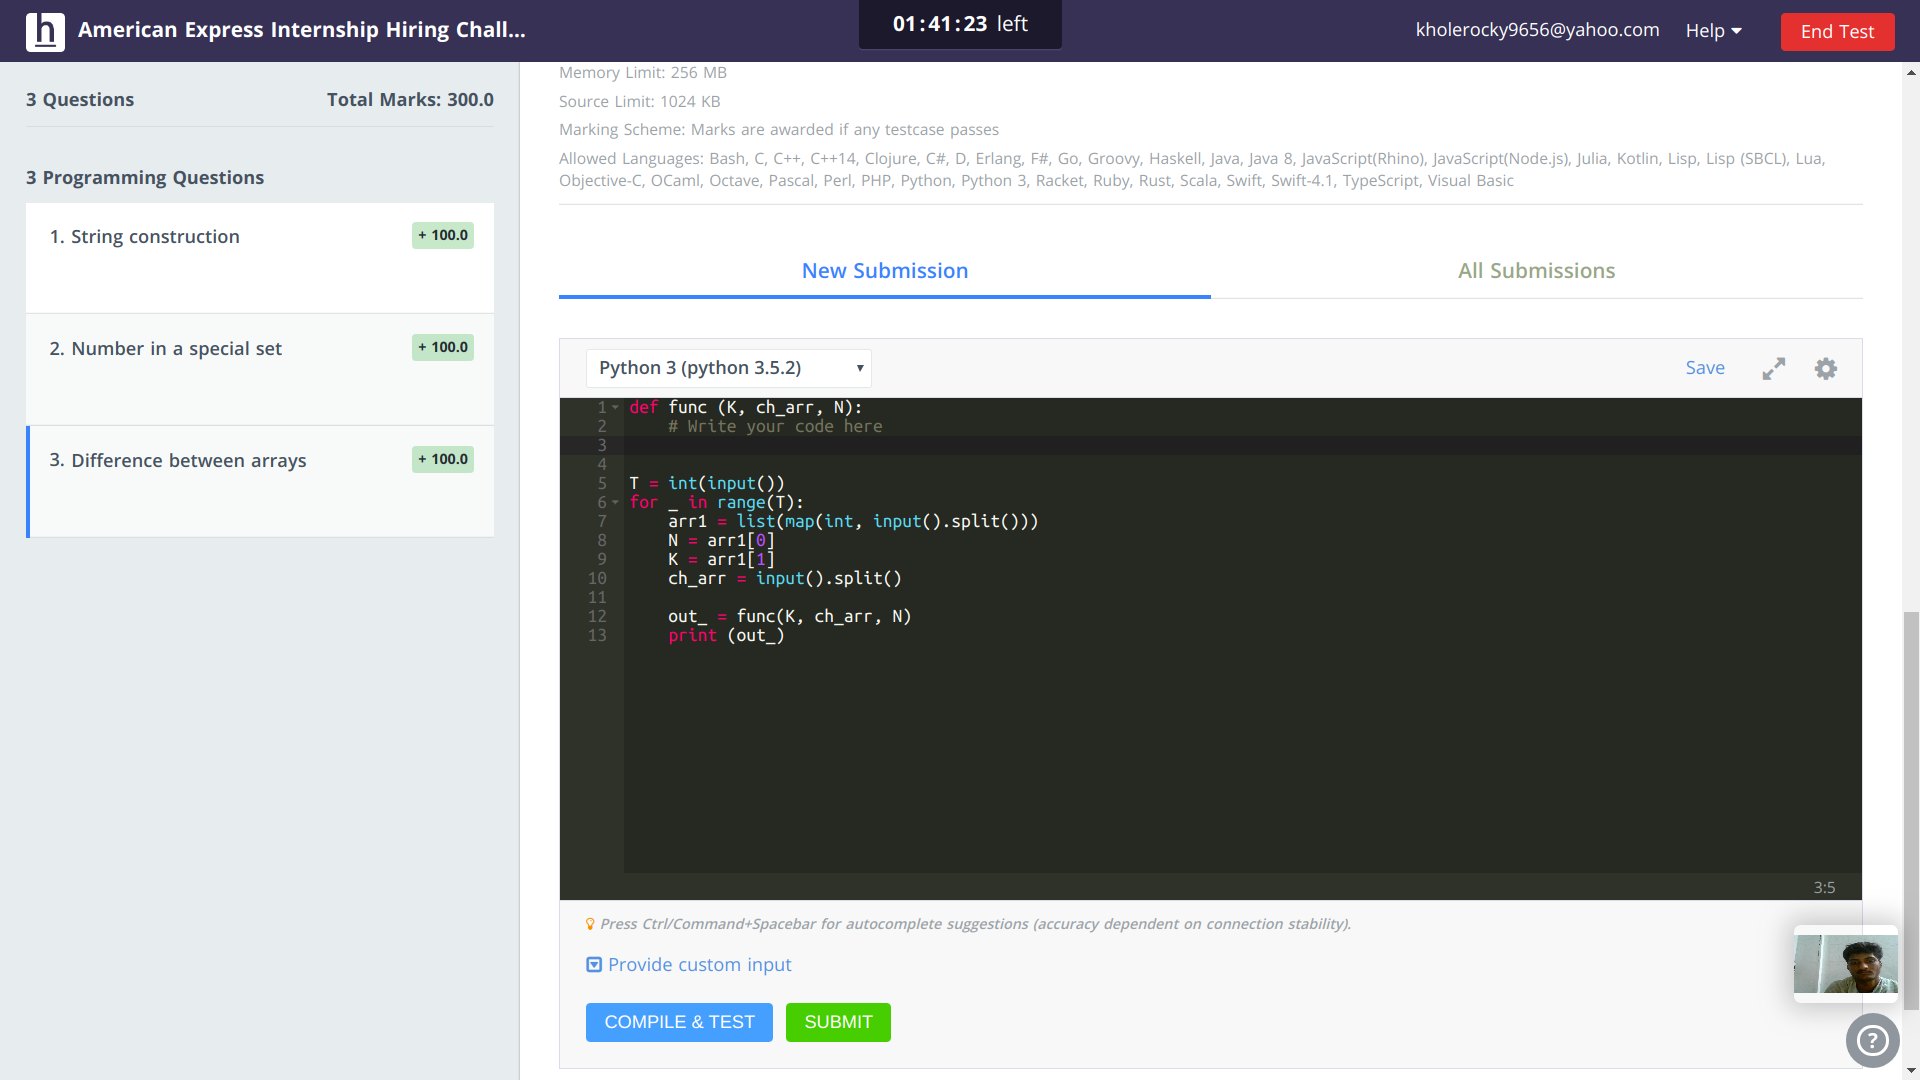 h American Express Internship Hiring Chall...
01:41:23 left
kholerocky9656@yahoo.com
Help
End Test
3 Questions
Total Marks: 300.0
3 Programming Questions
1. String construction
+ 100.0
2. Number in a special set
+ 100.0
3. Difference between arrays
+ 100.0
Memory Limit: 256 MB
Source Limit: 1024 KB
Marking Scheme: Marks are awarded if any testcase passes
Allowed Languages: Bash, C, C++, C++14, Clojure, C#, D, Erlang, F#, Go, Groovy, Haskell, Java, Java 8, JavaScript(Rhino), JavaScript(Node.js), Julia, Kotlin, Lisp, Lisp (SBCL), Lua,
Objective-C, OCaml, Octave, Pascal, Perl, PHP, Python, Python 3, Racket, Ruby, Rust, Scala, Swift, Swift-4.1, TypeScript, Visual Basic
New Submission
All Submissions
Python 3 (python 3.5.2)
Save
1 def func (K, ch_arr, N):
2     # Write your code here
3
4
5 T = int(input())
6 for _ in range(T):
7     arr1 = list(map(int, input().split()))
8     N = arr1[0]
9     K = arr1[1]
10     ch_arr = input().split()
11
12     out_ = func(K, ch_arr, N)
13     print (out_)
3:5
Press Ctrl/Command+Spacebar for autocomplete suggestions (accuracy dependent on connection stability).
Provide custom input
COMPILE & TEST
SUBMIT
?